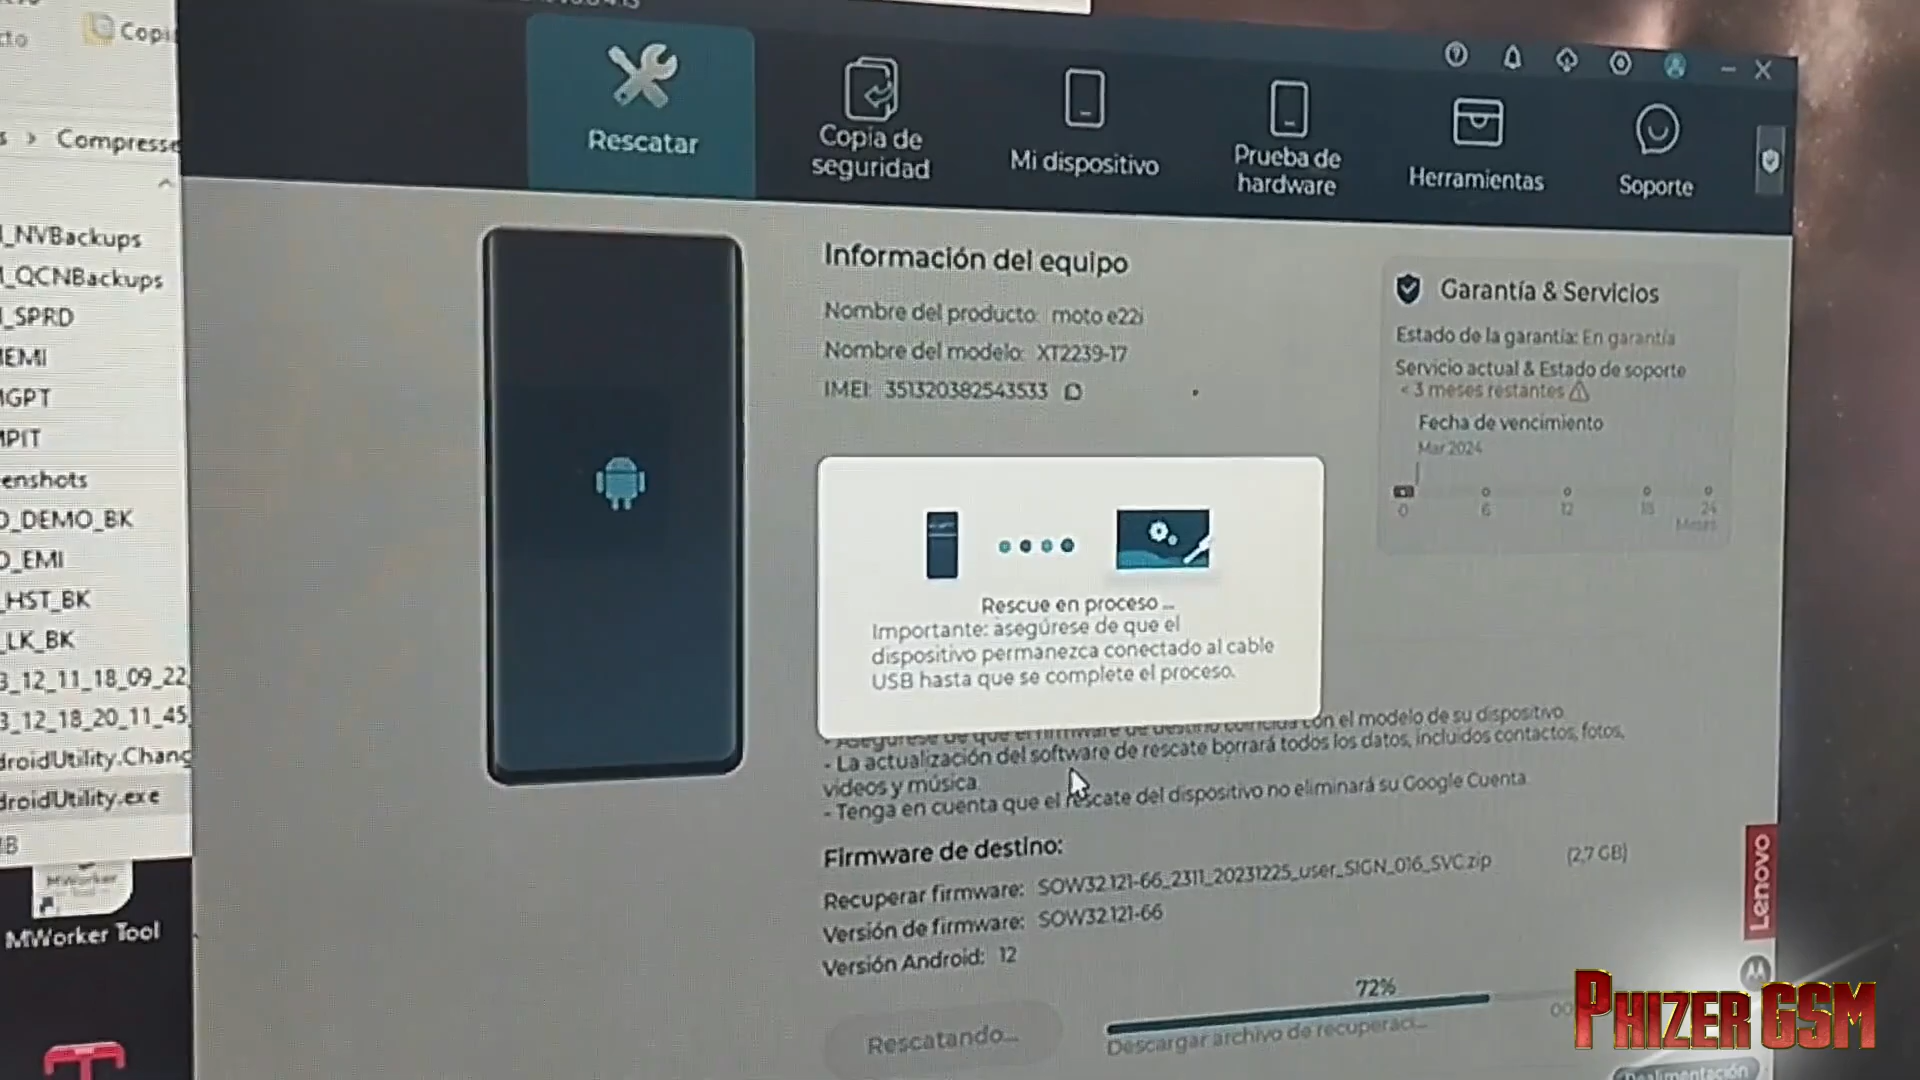 Rescatar
Copia de
seguridad
Mi dispositivo
Prueba de
hardware
Herramientas
Soporte
_NVBackups
_QCNBackups
_SPRD
enshots
_DEMO_BK
_EMI
_HST_BK
_LK_BK
3_12_11_18_09_22
3_12_18_20_11_45
droidUtility.Chang
droidUtility.exe
MWorker Tool
Información del equipo
Nombre del producto: moto e22i
Nombre del modelo: XT2239-17
IMEI: 351320382543533
Garantía & Servicios
Estado de la garantía: En garantía
Servicio actual & Estado de soporte
< 3 meses restantes
Fecha de vencimiento
Mar 2024
0 6 12 18 24
Meses
Rescue en proceso ...
Importante: asegúrese de que el
dispositivo permanezca conectado al cable
USB hasta que se complete el proceso.
- Asegúrese de que el firmware de destino coincida con el modelo de su dispositivo.
- La actualización del software de rescate borrará todos los datos, incluidos contactos, fotos,
videos y música.
- Tenga en cuenta que el rescate del dispositivo no eliminará su Google Cuenta.
Firmware de destino:
Recuperar firmware: SOW32.121-66_2311_20231225_user_SIGN_016_SVC.zip (2,7 GB)
Versión de firmware: SOW32.121-66
Versión Android: 12
72%
Rescatando...
Descargar archivo de recuperaci...
Lenovo
PHIZER GSM